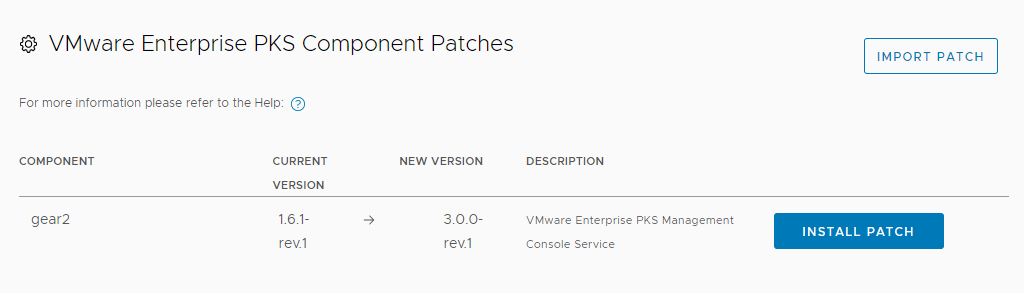 VMware Enterprise PKS Component Patches
IMPORT PATCH
For more information please refer to the Help: ?
COMPONENT CURRENT VERSION NEW VERSION DESCRIPTION
gear2 1.6.1-rev.1 → 3.0.0-rev.1 VMware Enterprise PKS Management Console Service INSTALL PATCH